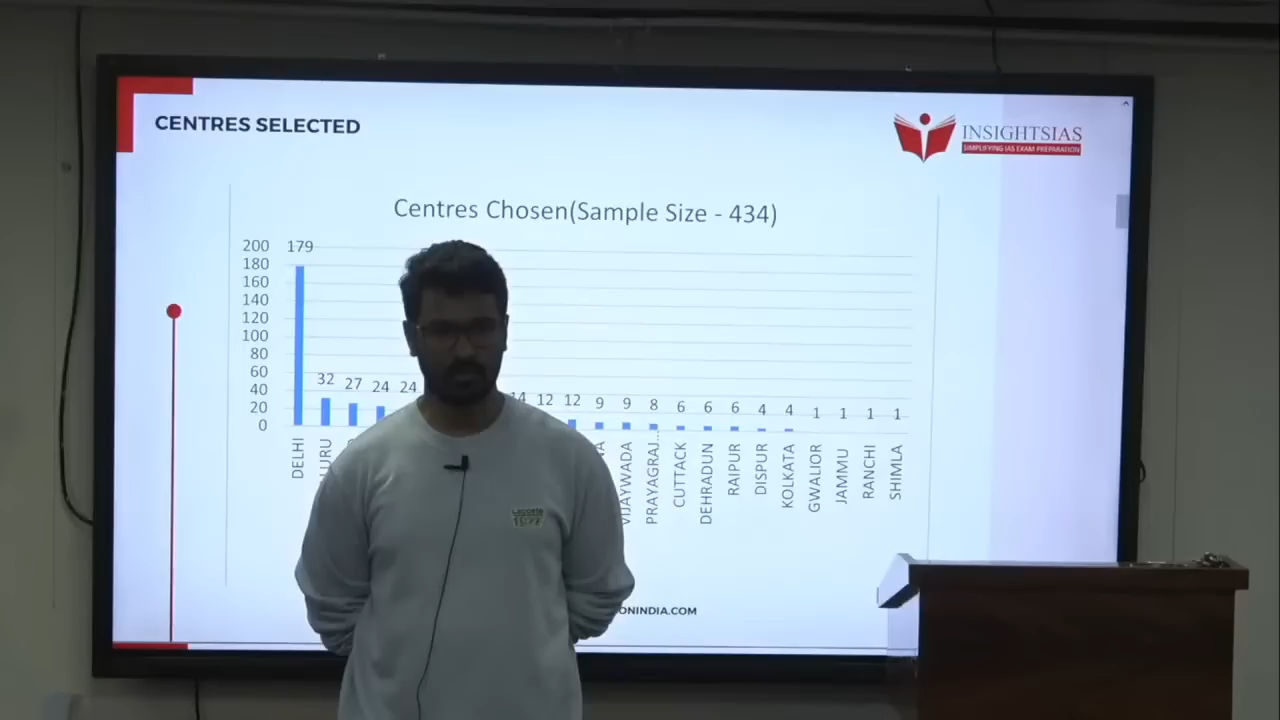 CENTRES SELECTED
INSIGHTSIAS
SIMPLIFYING IAS EXAM PREPARATION
Centres Chosen(Sample Size - 434)
200
180
160
140
120
100
80
60
40
20
0
179
32
27
24
24
14
12
12
9
9
8
6
6
6
4
4
1
1
1
1
DELHI
VIJAYWADA
PRAYAGRAJ...
CUTTACK
DEHRADUN
RAIPUR
DISPUR
KOLKATA
GWALIOR
JAMMU
RANCHI
SHIMLA
Lacoste
ONINDIA.COM